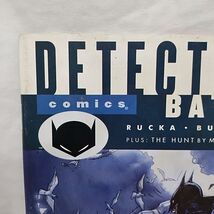 DETECT
comics®
BA
RUCKA • BU
PLUS: THE HUNT BY M